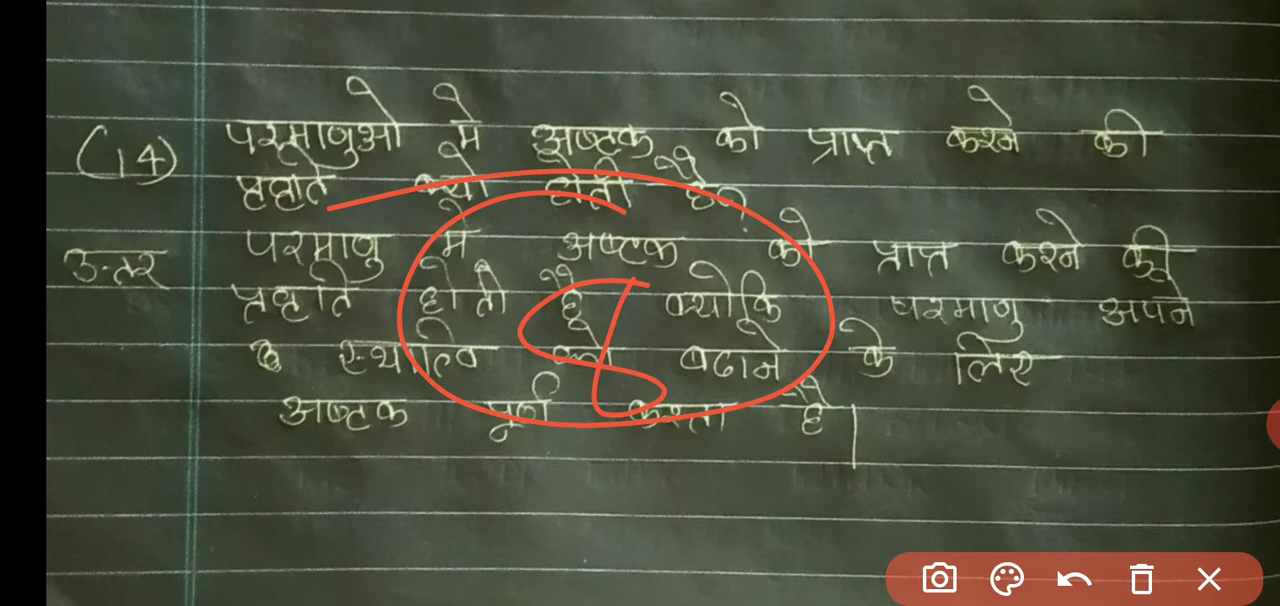 (14) परमाणुओ मे अष्टक को प्राप्त करने की
प्रवृति क्यो होती है?
उत्तर परमाणु मे अष्टक को प्राप्त करने की
प्रवृति होती है क्योकि परमाणु अपने
स्थायित्व को बढाने के लिए
अष्टक पूर्ण करता है।
8